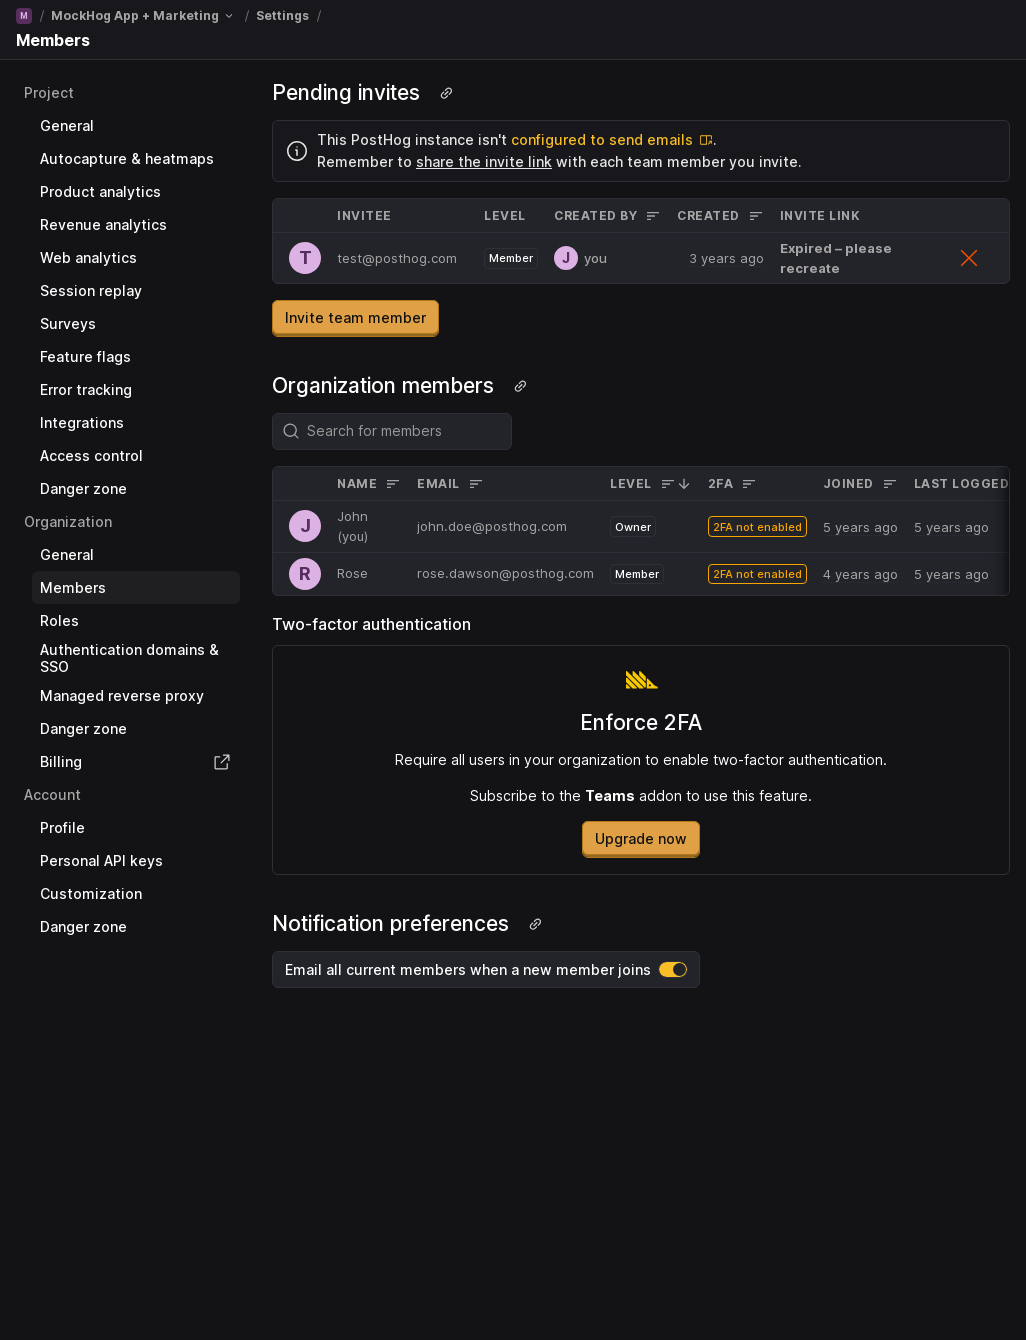 M / MockHog App + Marketing / Settings /
Members
Project
General
Autocapture & heatmaps
Product analytics
Revenue analytics
Web analytics
Session replay
Surveys
Feature flags
Error tracking
Integrations
Access control
Danger zone
Organization
General
Members
Roles
Authentication domains &
SSO
Managed reverse proxy
Danger zone
Billing
Account
Profile
Personal API keys
Customization
Danger zone
Pending invites
This PostHog instance isn't configured to send emails .
Remember to share the invite link with each team member you invite.
INVITEE LEVEL CREATED BY CREATED INVITE LINK
T test@posthog.com Member J you 3 years ago Expired – please
recreate
Invite team member
Organization members
Search for members
NAME EMAIL LEVEL 2FA JOINED LAST LOGGED
J John
(you) john.doe@posthog.com Owner 2FA not enabled 5 years ago 5 years ago
R Rose rose.dawson@posthog.com Member 2FA not enabled 4 years ago 5 years ago
Two-factor authentication
Enforce 2FA
Require all users in your organization to enable two-factor authentication.
Subscribe to the Teams addon to use this feature.
Upgrade now
Notification preferences
Email all current members when a new member joins